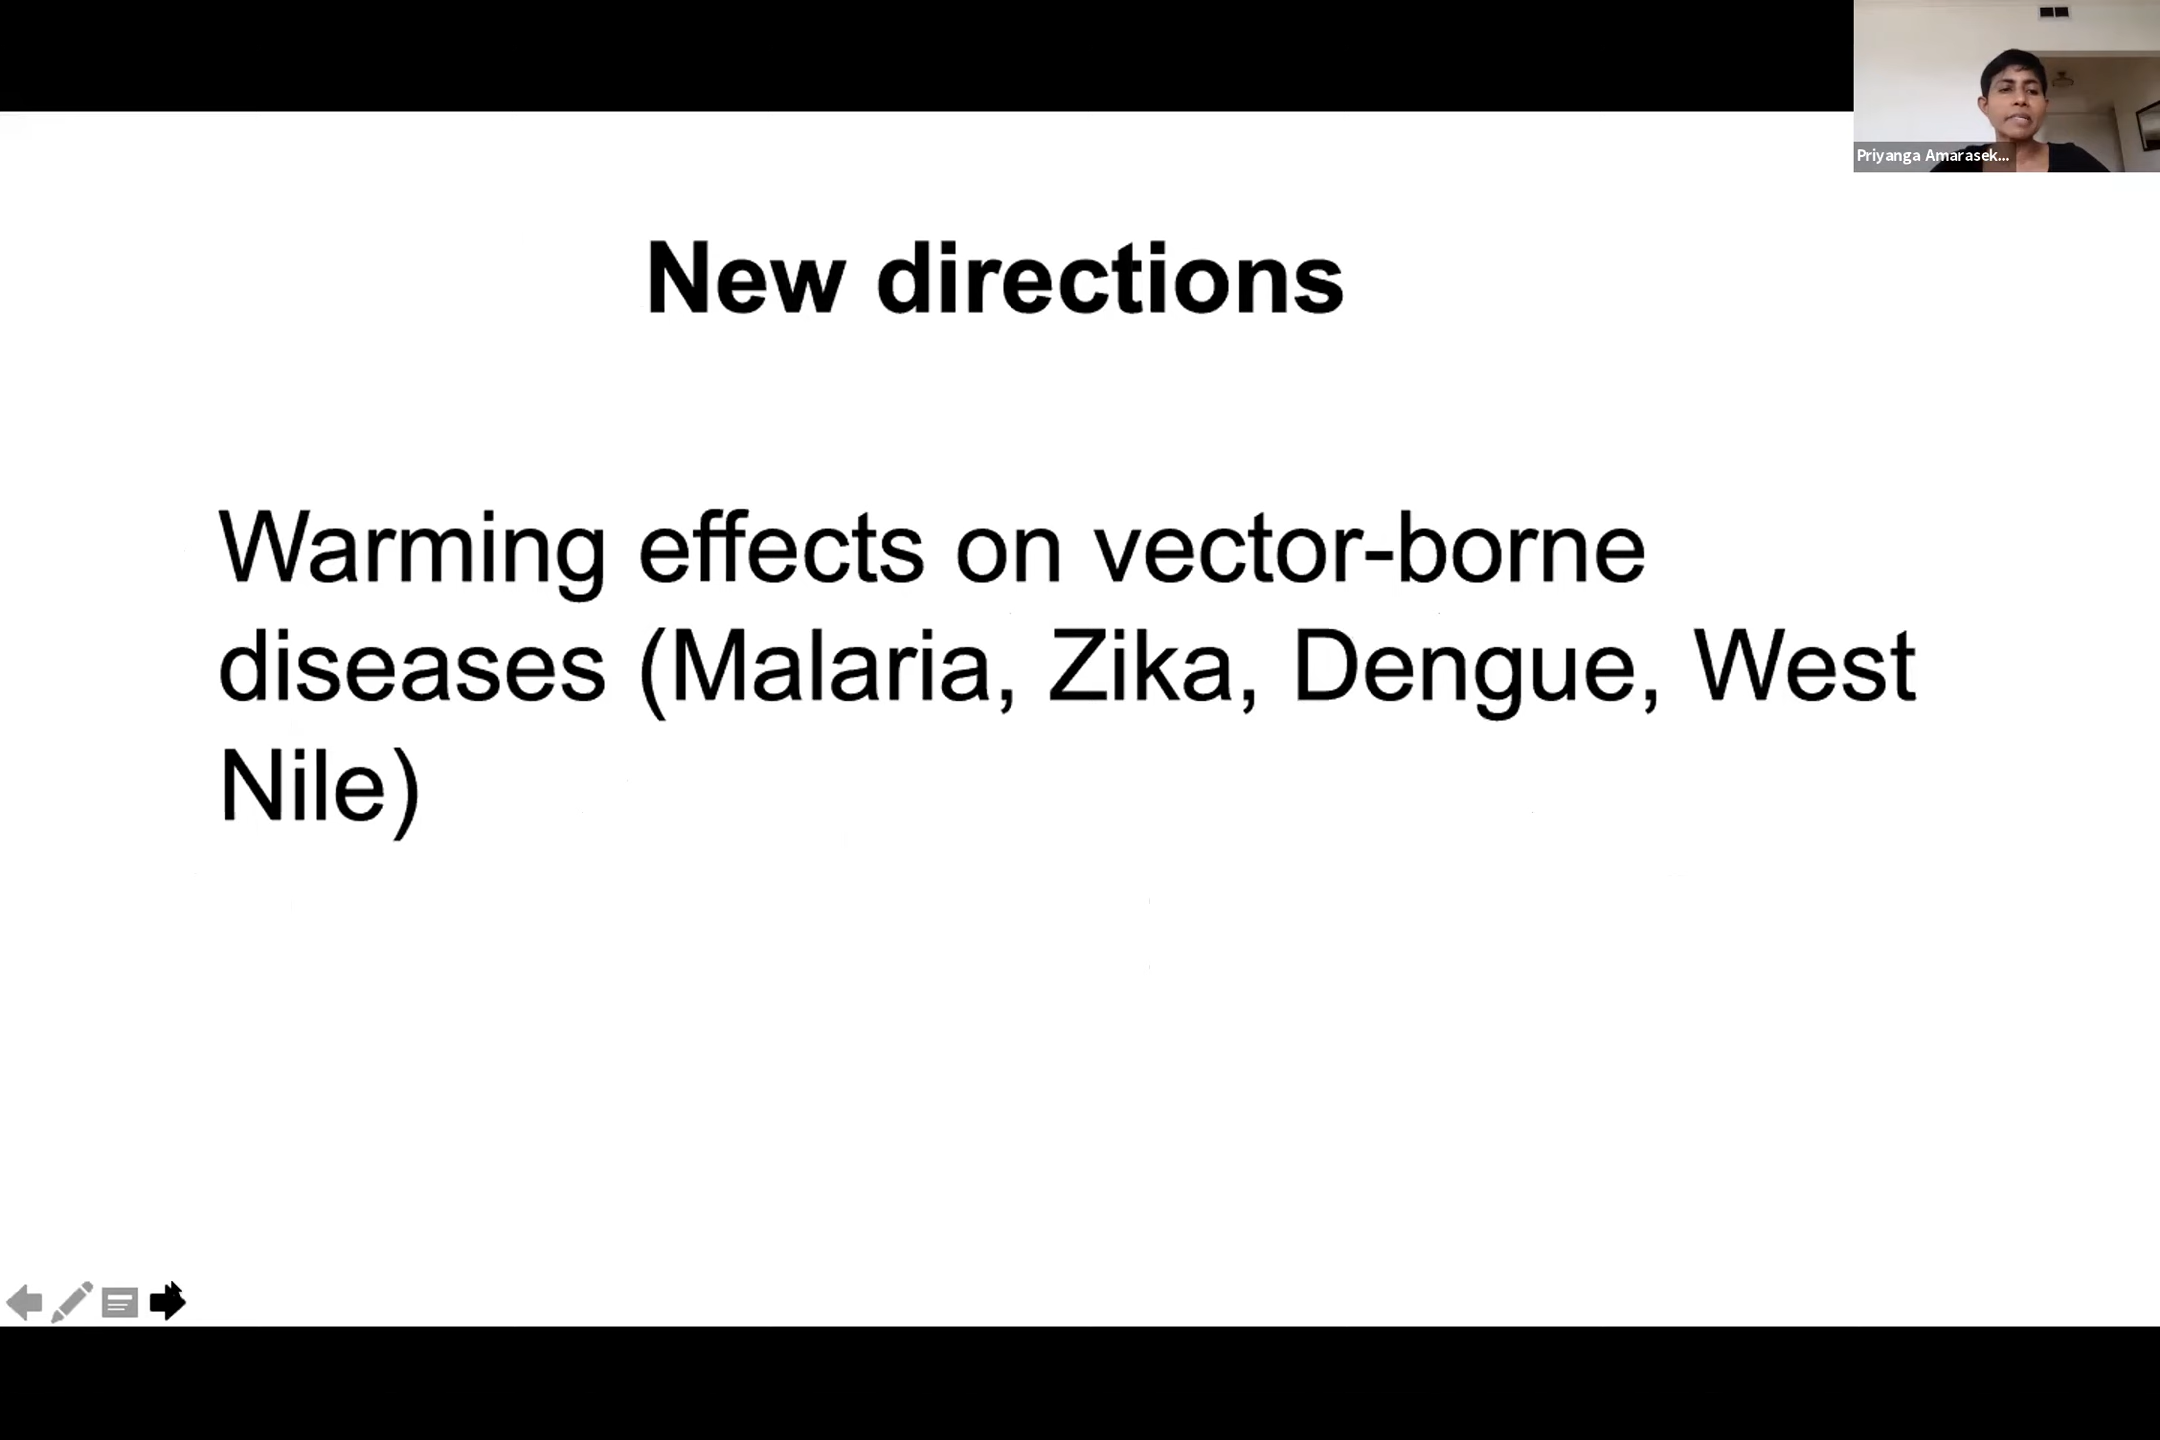 Priyanga Amarasek...
New directions
Warming effects on vector-borne
diseases (Malaria, Zika, Dengue, West
Nile)